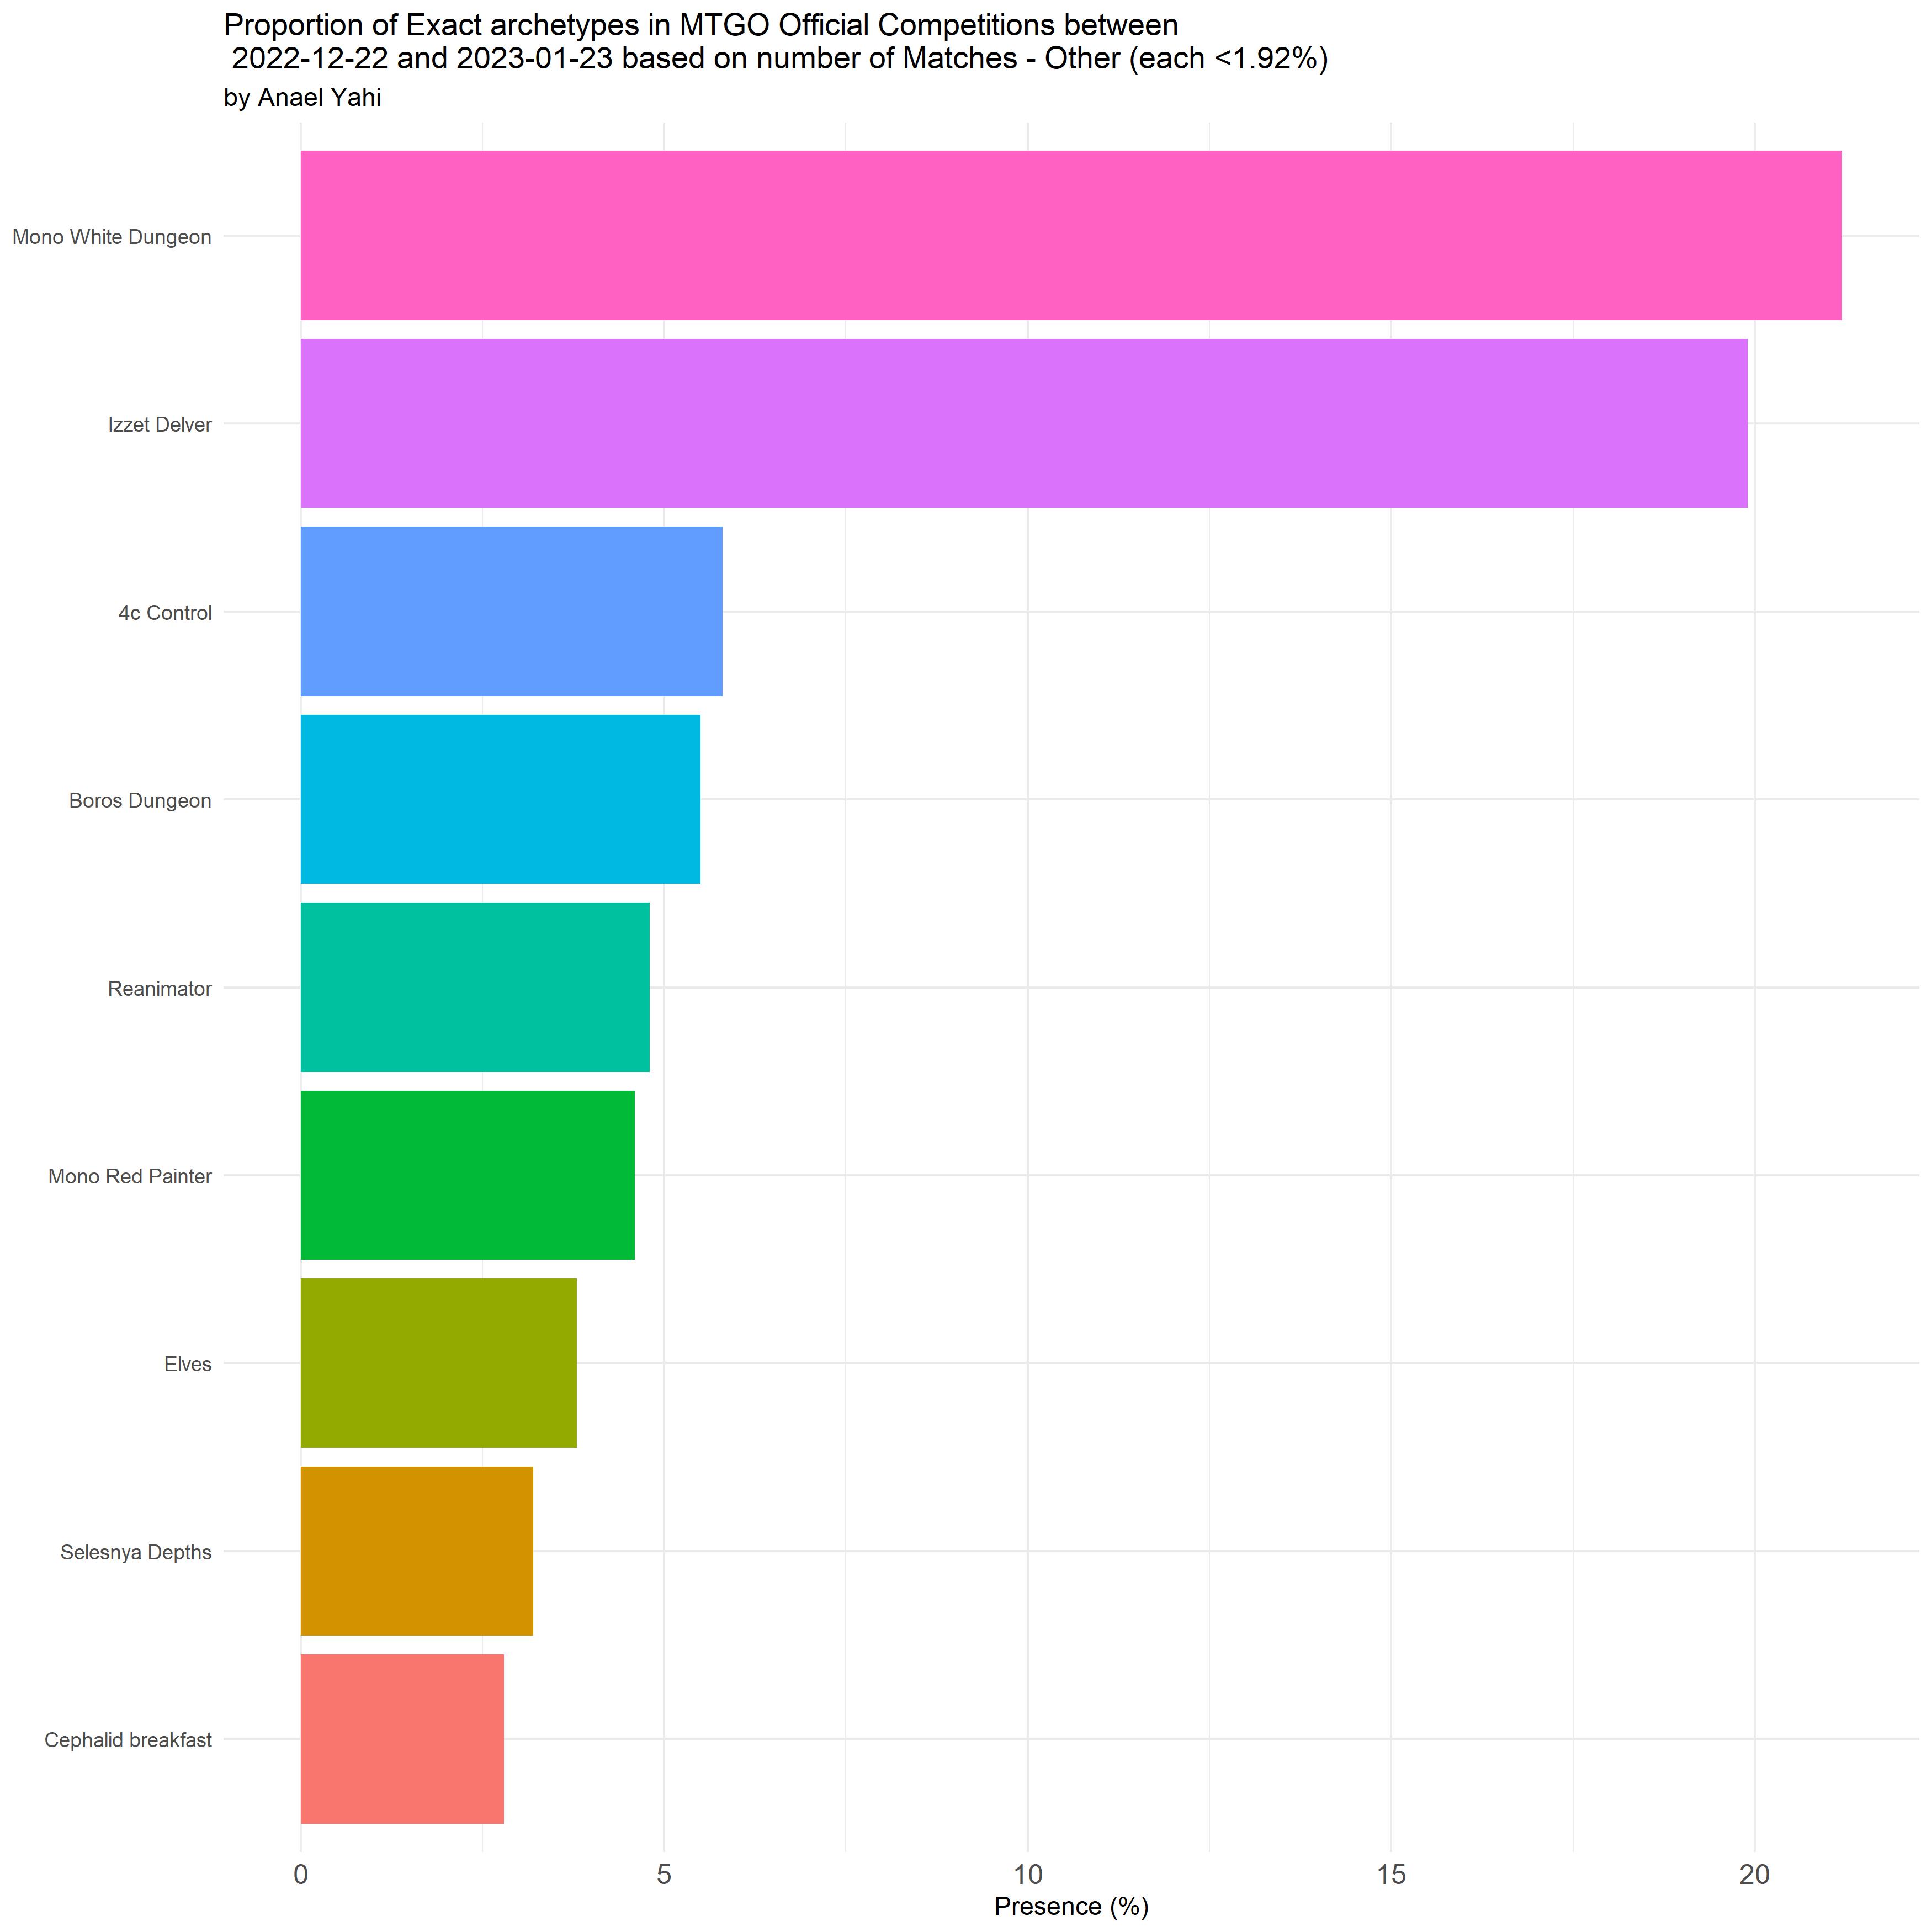 Proportion of Exact archetypes in MTGO Official Competitions between
2022-12-22 and 2023-01-23 based on number of Matches - Other (each <1.92%)
by Anael Yahi
Mono White Dungeon
Izzet Delver
4c Control
Boros Dungeon
Reanimator
Mono Red Painter
Elves
Selesnya Depths
Cephalid breakfast
0 5 10 15 20
Presence (%)